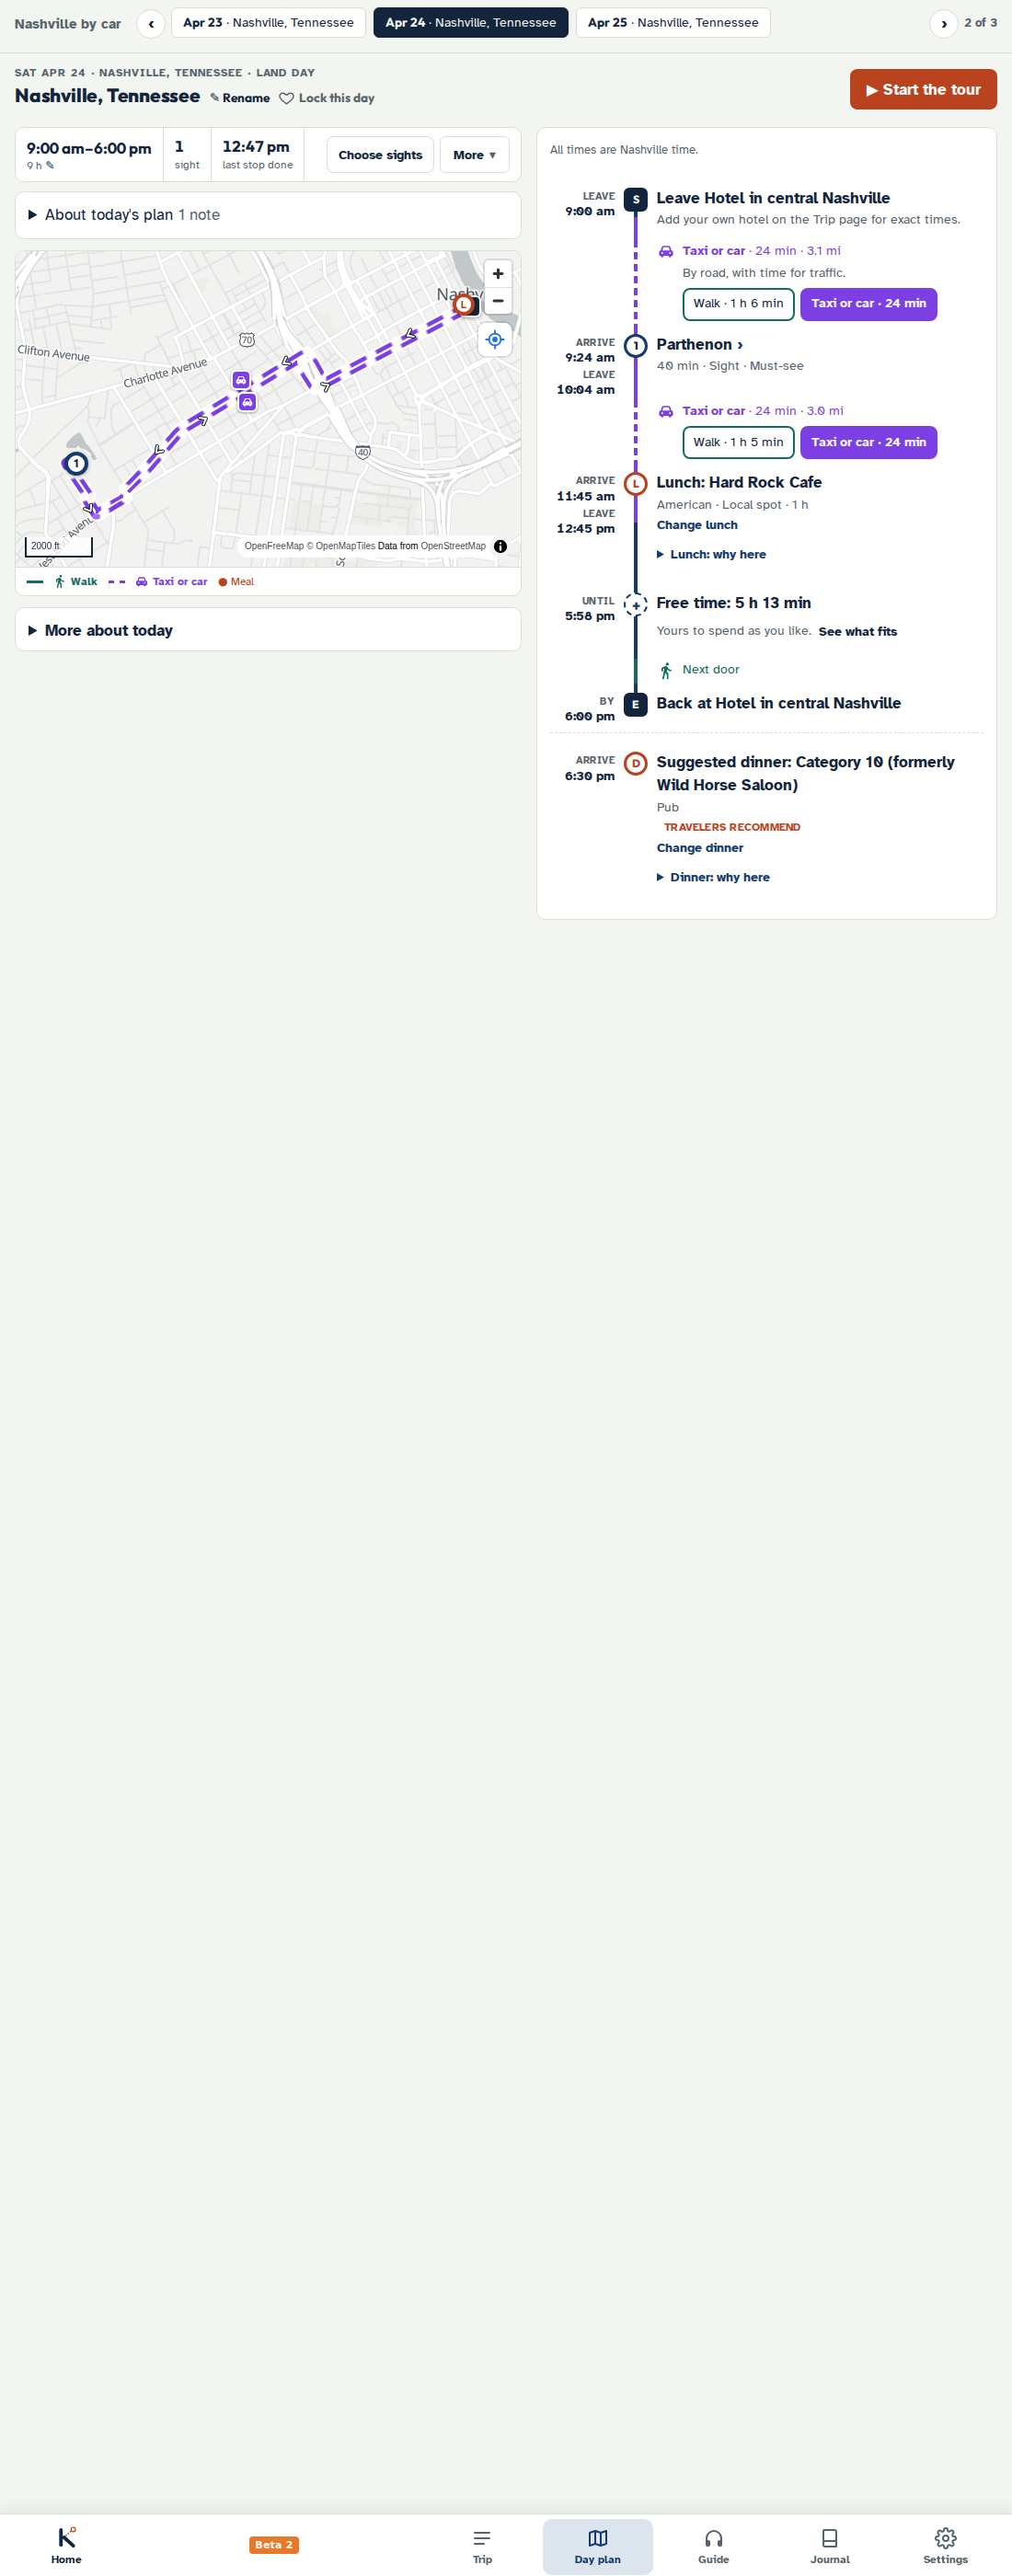 Nashville by car
‹
Apr 23 · Nashville, Tennessee
Apr 24 · Nashville, Tennessee
Apr 25 · Nashville, Tennessee
›
2 of 3
SAT APR 24 · NASHVILLE, TENNESSEE · LAND DAY
Nashville, Tennessee
✎ Rename
Lock this day
▶ Start the tour
9:00 am–6:00 pm
9 h ✎
1
sight
12:47 pm
last stop done
Choose sights
More ▼
▶ About today's plan 1 note
Clifton Avenue
Charlotte Avenue
70
40
L
1
+
−
2000 ft
OpenFreeMap © OpenMapTiles Data from OpenStreetMap
Walk
Taxi or car
Meal
▶ More about today
All times are Nashville time.
LEAVE
9:00 am
S
Leave Hotel in central Nashville
Add your own hotel on the Trip page for exact times.
Taxi or car · 24 min · 3.1 mi
By road, with time for traffic.
Walk · 1 h 6 min
Taxi or car · 24 min
ARRIVE
9:24 am
LEAVE
10:04 am
1
Parthenon ›
40 min · Sight · Must-see
Taxi or car · 24 min · 3.0 mi
Walk · 1 h 5 min
Taxi or car · 24 min
ARRIVE
11:45 am
LEAVE
12:45 pm
L
Lunch: Hard Rock Cafe
American · Local spot · 1 h
Change lunch
▶ Lunch: why here
UNTIL
5:58 pm
+
Free time: 5 h 13 min
Yours to spend as you like. See what fits
Next door
BY
6:00 pm
E
Back at Hotel in central Nashville
ARRIVE
6:30 pm
D
Suggested dinner: Category 10 (formerly
Wild Horse Saloon)
Pub
TRAVELERS RECOMMEND
Change dinner
▶ Dinner: why here
Home
Beta 2
Trip
Day plan
Guide
Journal
Settings